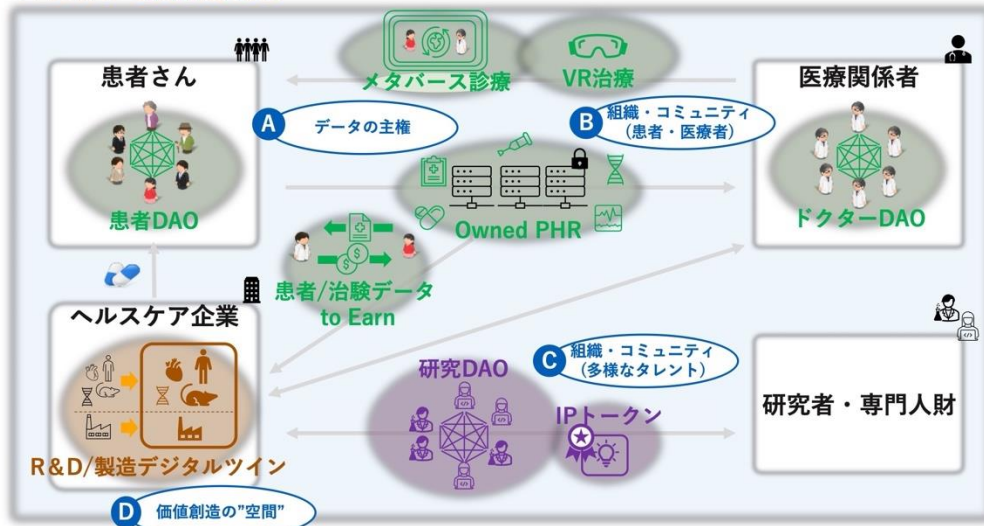 患者さん
患者DAO
メタバース診療
VR治療
医療関係者
ドクターDAO
A データの主権
B 組織・コミュニティ
(患者・医療者)
Owned PHR
患者/治験データ
to Earn
ヘルスケア企業
R&D/製造デジタルツイン
C 組織・コミュニティ
(多様なタレント)
研究DAO
IPトークン
研究者・専門人財
D 価値創造の”空間”